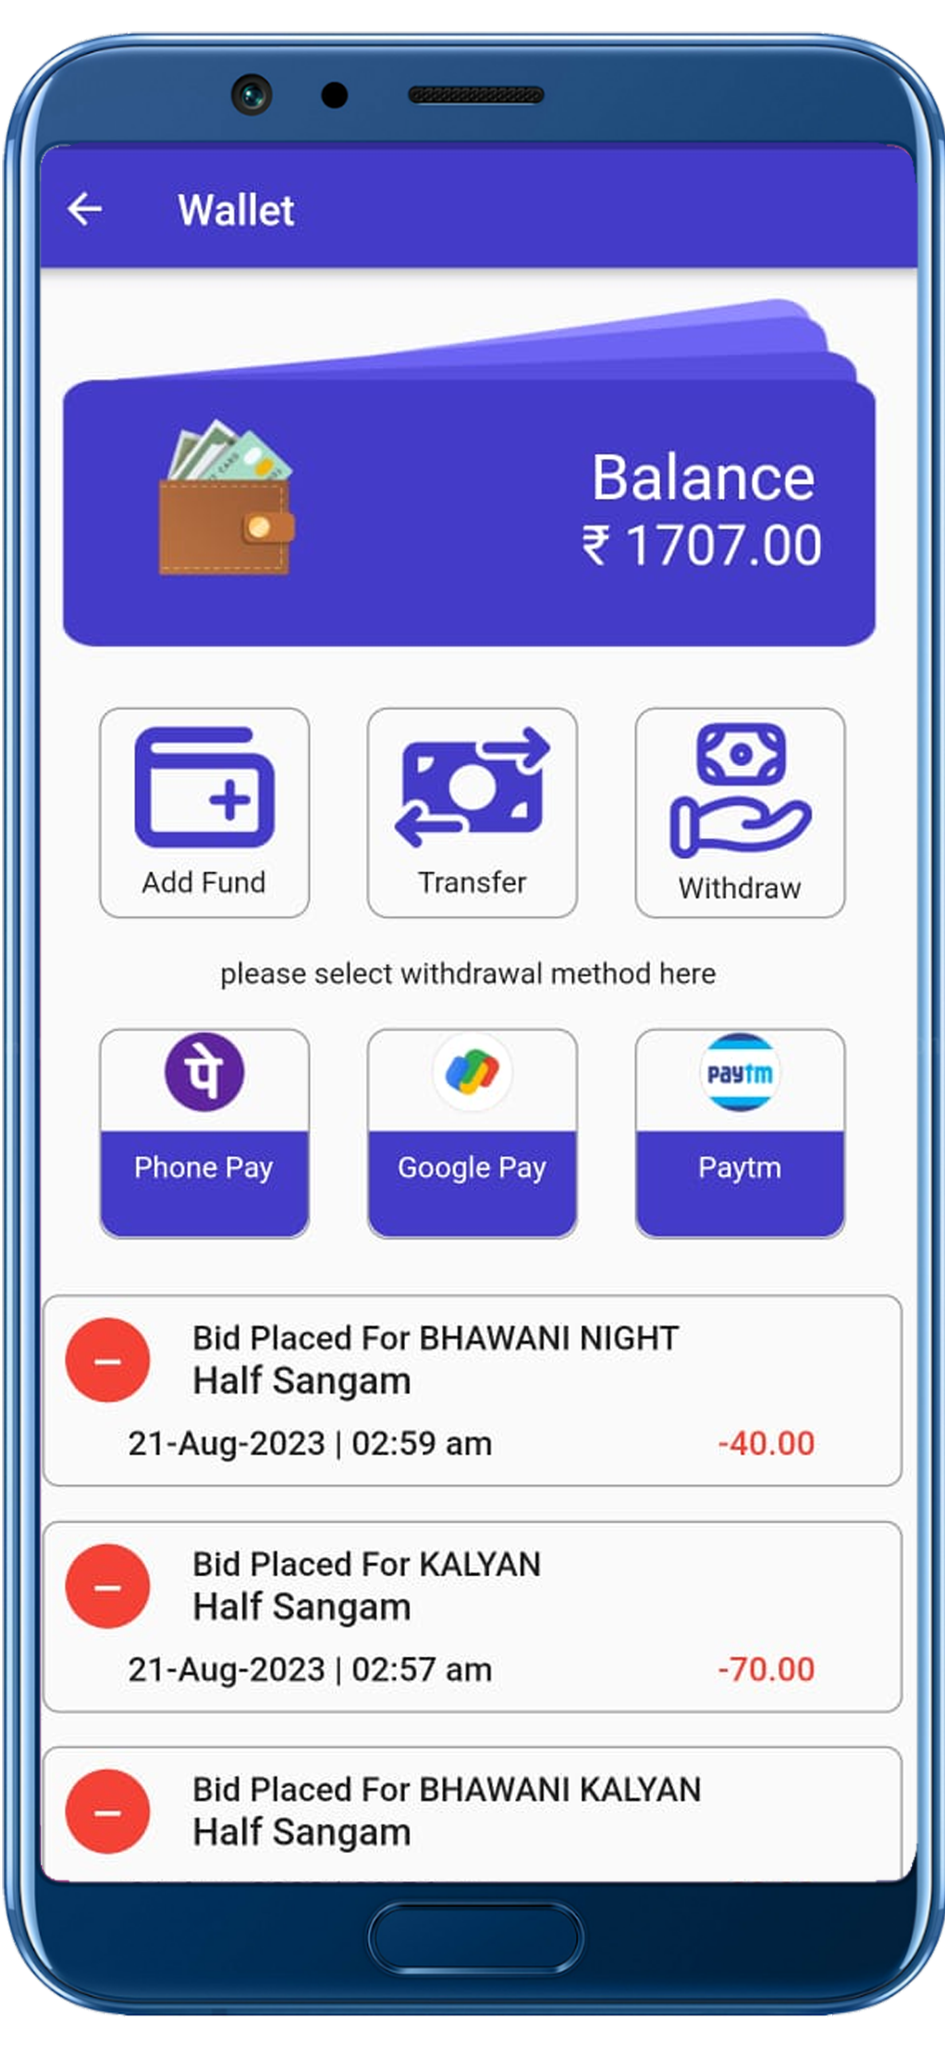 Wallet
Balance
₹ 1707.00
Add Fund
Transfer
Withdraw
please select withdrawal method here
पे
paytm
Phone Pay
Google Pay
Paytm
Bid Placed For BHAWANI NIGHT
Half Sangam
21-Aug-2023 | 02:59 am
-40.00
Bid Placed For KALYAN
Half Sangam
21-Aug-2023 | 02:57 am
-70.00
Bid Placed For BHAWANI KALYAN
Half Sangam